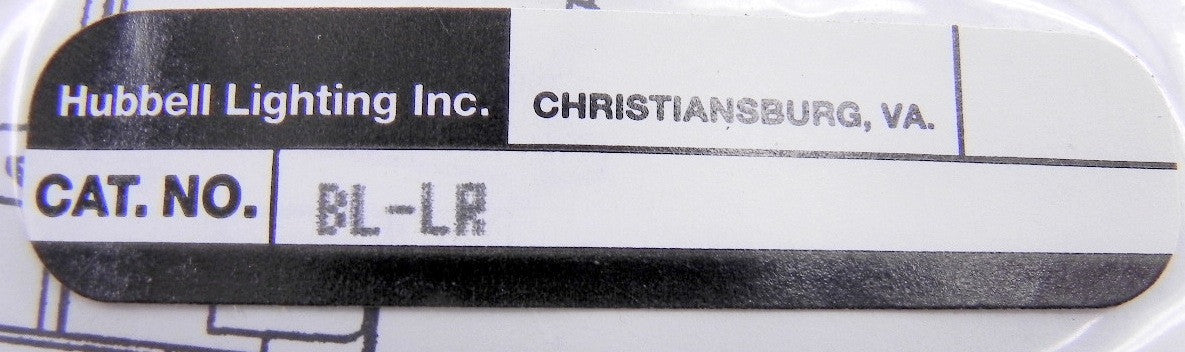 Hubbell Lighting Inc. CHRISTIANSBURG, VA.
CAT. NO. BL-LR